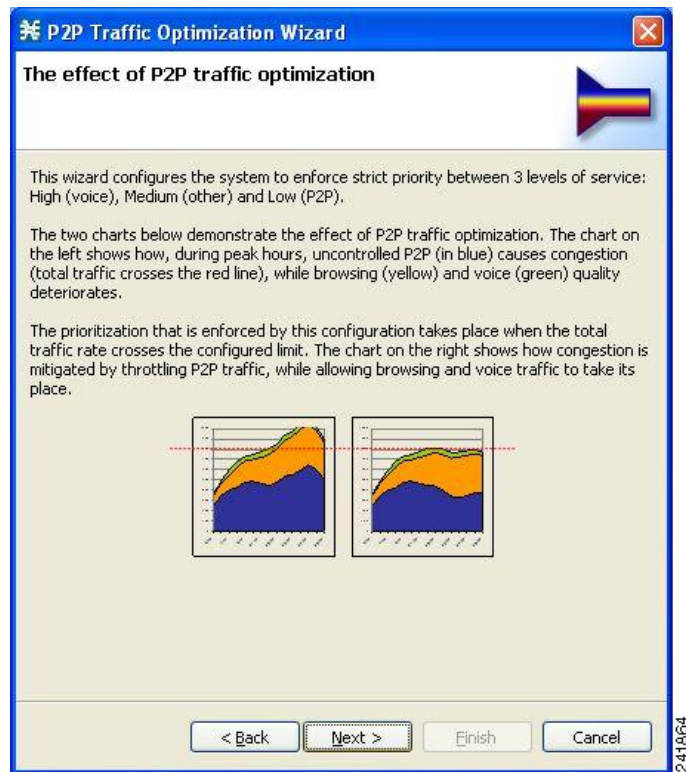 P2P Traffic Optimization Wizard
The effect of P2P traffic optimization
This wizard configures the system to enforce strict priority between 3 levels of service:
High (voice), Medium (other) and Low (P2P).
The two charts below demonstrate the effect of P2P traffic optimization. The chart on
the left shows how, during peak hours, uncontrolled P2P (in blue) causes congestion
(total traffic crosses the red line), while browsing (yellow) and voice (green) quality
deteriorates.
The prioritization that is enforced by this configuration takes place when the total
traffic rate crosses the configured limit. The chart on the right shows how congestion is
mitigated by throttling P2P traffic, while allowing browsing and voice traffic to take its
place.
< Back
Next >
Finish
Cancel
241864